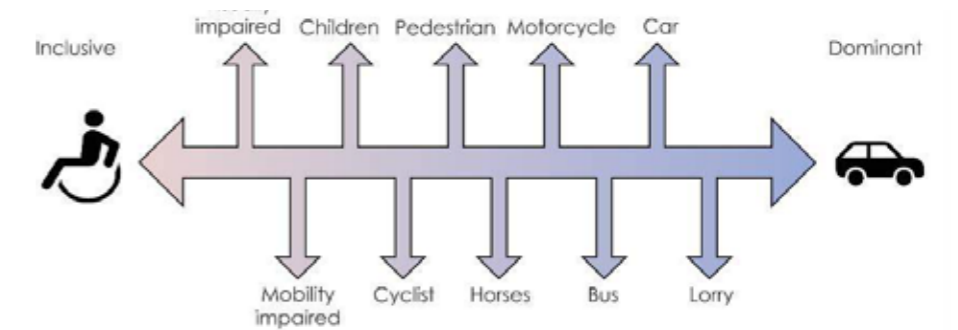 impaired
Children
Pedestrian
Motorcycle
Car
Inclusive
Dominant
Mobility
impaired
Cyclist
Horses
Bus
Lorry